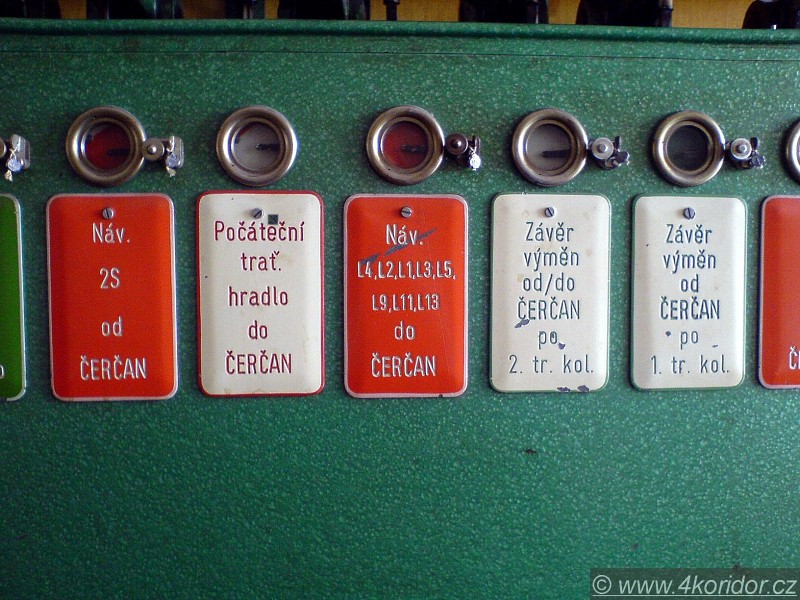 Náv.
2S
od
ČERČAN
Počáteční
trať.
hradlo
do
ČERČAN
Náv.
L4,L2,L1,L3,L5,
L9,L11,L13
do
ČERČAN
Závěr
výměn
od/do
ČERČAN
po
2. tr. kol.
Závěr
výměn
od
ČERČAN
po
1. tr. kol.
© www.4koridor.cz